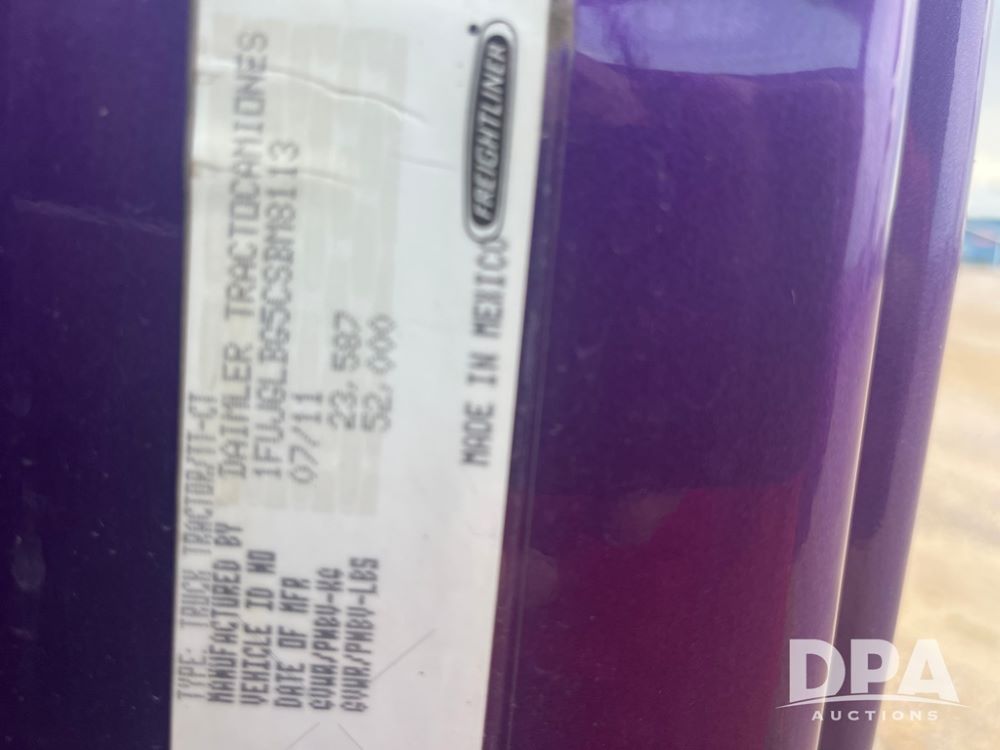 TYPE: TRUCK TRACTOR/TT-CT
MANUFACTURED BY DAIMLER TRACTOCAMIONES
VEHICLE ID NO 1FUJGLBG5CSBM8113
DATE OF MFR 07/11
GVWR/PNBV-KG 23,587
GVWR/PNBV-LBS 52,000
MADE IN MEXICO
FREIGHTLINER
DPA
AUCTIONS